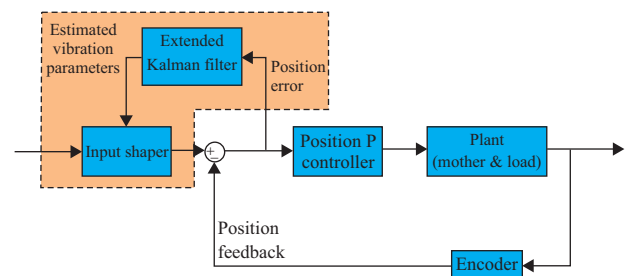 Estimated
vibration
parameters
Extended
Kalman filter
Position
error
Input shaper
+
−
Position P
controller
Plant
(mother & load)
Position
feedback
Encoder